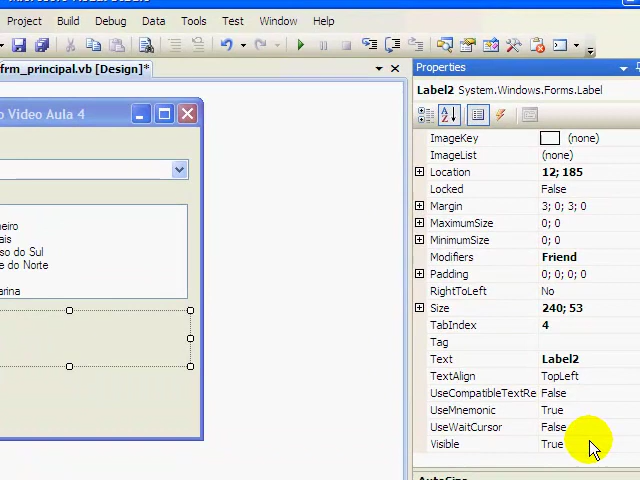 Project Build Debug Data Tools Test Window Help
frm_principal.vb [Design]*
Properties
Label2 System.Windows.Forms.Label
o Video Aula 4
ImageKey (none)
ImageList (none)
Location 12; 185
Locked False
Margin 3; 0; 3; 0
MaximumSize 0; 0
MinimumSize 0; 0
Modifiers Friend
Padding 0; 0; 0; 0
RightToLeft No
Size 240; 53
TabIndex 4
Tag
Text Label2
TextAlign TopLeft
UseCompatibleTextRe False
UseMnemonic True
UseWaitCursor False
Visible True
AutoSize
neiro
ais
so do Sul
e do Norte
arina